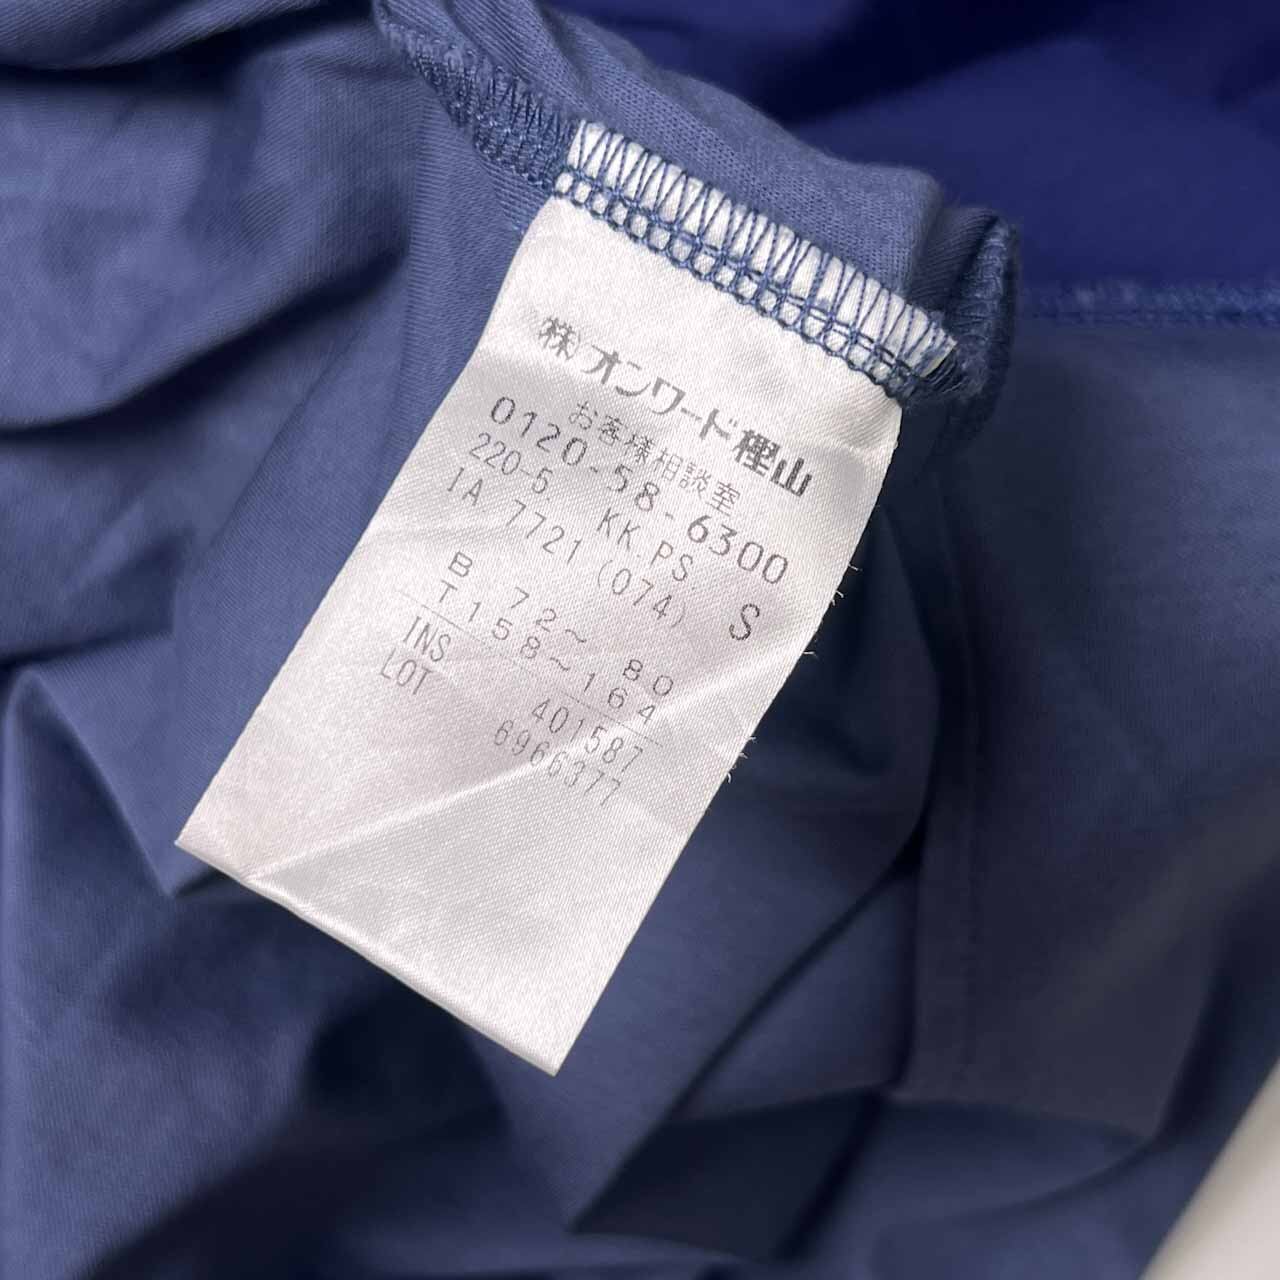 ㈱オンワード樫山
お客様相談室
0120-58-6300
220-5. KK.PS.
IA 7721 (074) S
B 72～ 80
T158～164
INS 401587
LOT 6966377